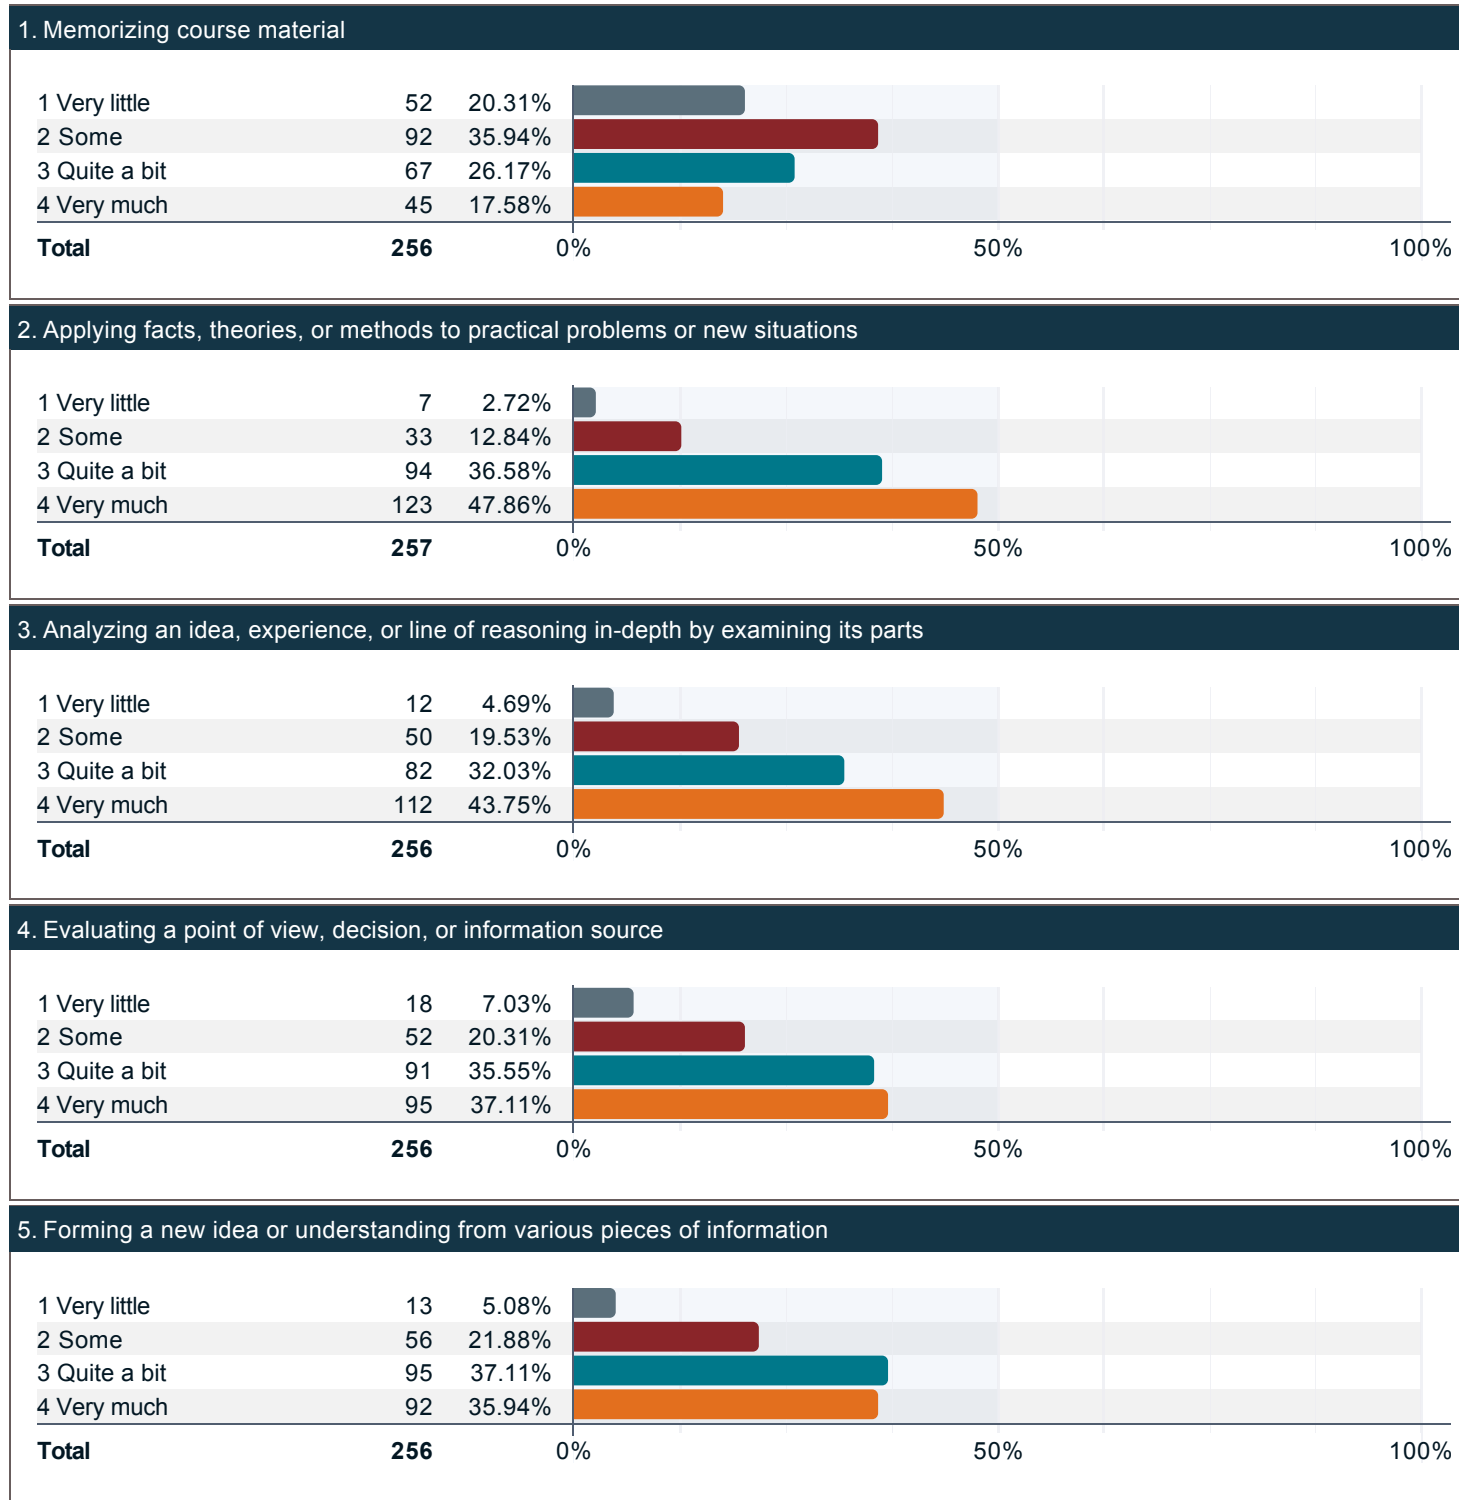 1. Memorizing course material
1 Very little 52 20.31%
2 Some 92 35.94%
3 Quite a bit 67 26.17%
4 Very much 45 17.58%
Total 256 0% 50% 100%
2. Applying facts, theories, or methods to practical problems or new situations
1 Very little 7 2.72%
2 Some 33 12.84%
3 Quite a bit 94 36.58%
4 Very much 123 47.86%
Total 257 0% 50% 100%
3. Analyzing an idea, experience, or line of reasoning in-depth by examining its parts
1 Very little 12 4.69%
2 Some 50 19.53%
3 Quite a bit 82 32.03%
4 Very much 112 43.75%
Total 256 0% 50% 100%
4. Evaluating a point of view, decision, or information source
1 Very little 18 7.03%
2 Some 52 20.31%
3 Quite a bit 91 35.55%
4 Very much 95 37.11%
Total 256 0% 50% 100%
5. Forming a new idea or understanding from various pieces of information
1 Very little 13 5.08%
2 Some 56 21.88%
3 Quite a bit 95 37.11%
4 Very much 92 35.94%
Total 256 0% 50% 100%